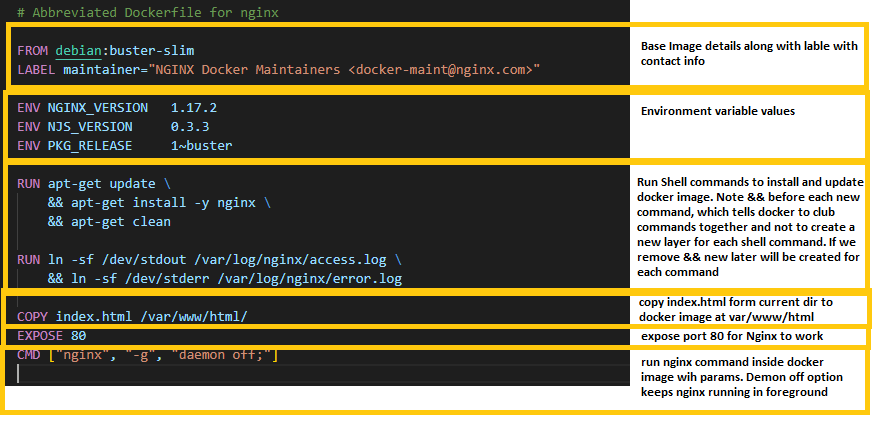 # Abbreviated Dockerfile for nginx
FROM debian:buster-slim
LABEL maintainer="NGINX Docker Maintainers <docker-maint@nginx.com>"
Base Image details along with lable with
contact info
ENV NGINX_VERSION   1.17.2
ENV NJS_VERSION     0.3.3
ENV PKG_RELEASE     1~buster
Environment variable values
RUN apt-get update \
    && apt-get install -y nginx \
    && apt-get clean
RUN ln -sf /dev/stdout /var/log/nginx/access.log \
    && ln -sf /dev/stderr /var/log/nginx/error.log
Run Shell commands to install and update
docker image. Note && before each new
command, which tells docker to club
commands together and not to create a
new layer for each shell command. If we
remove && new later will be created for
each command
COPY index.html /var/www/html/
copy index.html form current dir to
docker image at var/www/html
EXPOSE 80
expose port 80 for Nginx to work
CMD ["nginx", "-g", "daemon off;"]
run nginx command inside docker
image wih params. Demon off option
keeps nginx running in foreground